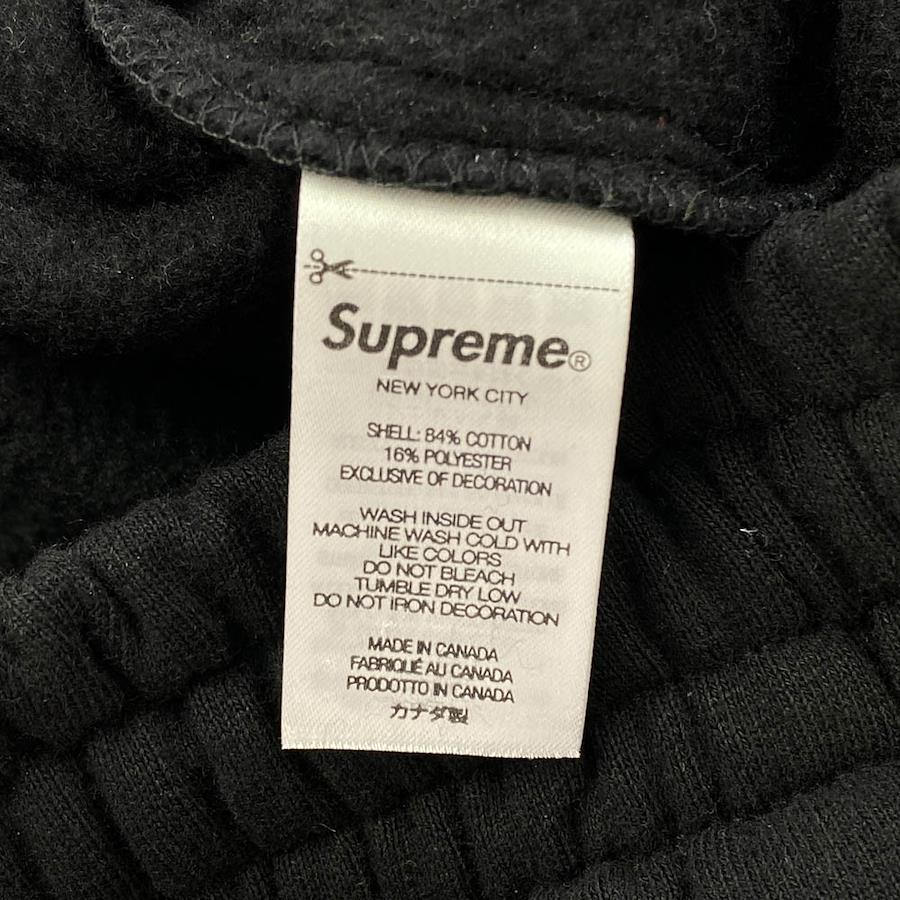 Supreme®
NEW YORK CITY
SHELL: 84% COTTON
16% POLYESTER
EXCLUSIVE OF DECORATION
WASH INSIDE OUT
MACHINE WASH COLD WITH
LIKE COLORS
DO NOT BLEACH
TUMBLE DRY LOW
DO NOT IRON DECORATION
MADE IN CANADA
FABRIQUÉ AU CANADA
PRODOTTO IN CANADA
カナダ製